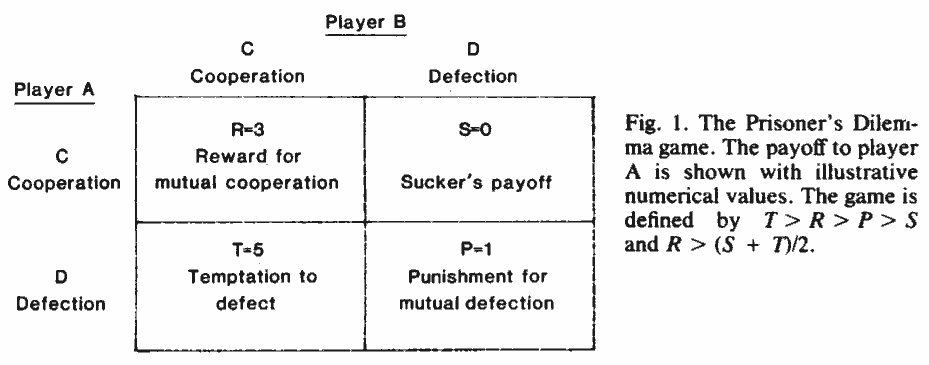 Player B
C
D
Cooperation
Defection
Player A
R=3
S=0
Reward for
C
Cooperation
mutual cooperation
Sucker's payoff
T=5
P=1
Temptation to
Punishment for
D
Defection
defect
mutual defection
Fig. 1. The Prisoner's Dilem-
ma game. The payoff to player
A is shown with illustrative
numerical values. The game is
defined by T > R > P > S
and R > (S + T)/2.